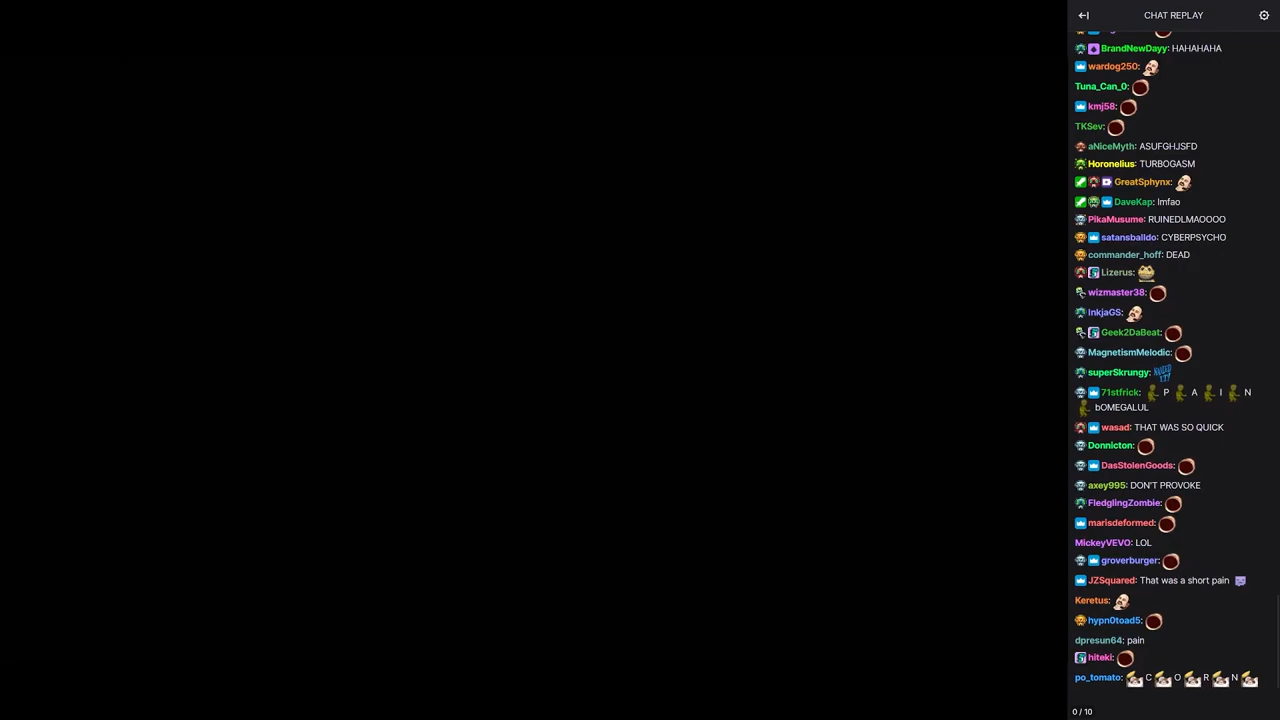 CHAT REPLAY
BrandNewDayy: HAHAHAHA
wardog250:
Tuna_Can_0:
kmj58:
TKSev:
aNiceMyth: ASUFGHJSFD
Horonelius: TURBOGASM
GreatSphynx:
DaveKap: lmfao
PikaMusume: RUINEDLMAOOOO
satansballdo: CYBERPSYCHO
commander_hoff: DEAD
Lizerus:
wizmaster38:
InkjaGS:
Geek2DaBeat:
MagnetismMelodic:
superSkrungy:
71stfrick: P A I N
bOMEGALUL
wasad: THAT WAS SO QUICK
Donnicton:
DasStolenGoods:
axey995: DON'T PROVOKE
FledglingZombie:
marisdeformed:
MickeyVEVO: LOL
groverburger:
JZSquared: That was a short pain
Keretus:
hypn0toad5:
dpresun64: pain
hiteki:
po_tomato: C O R N
0 / 10